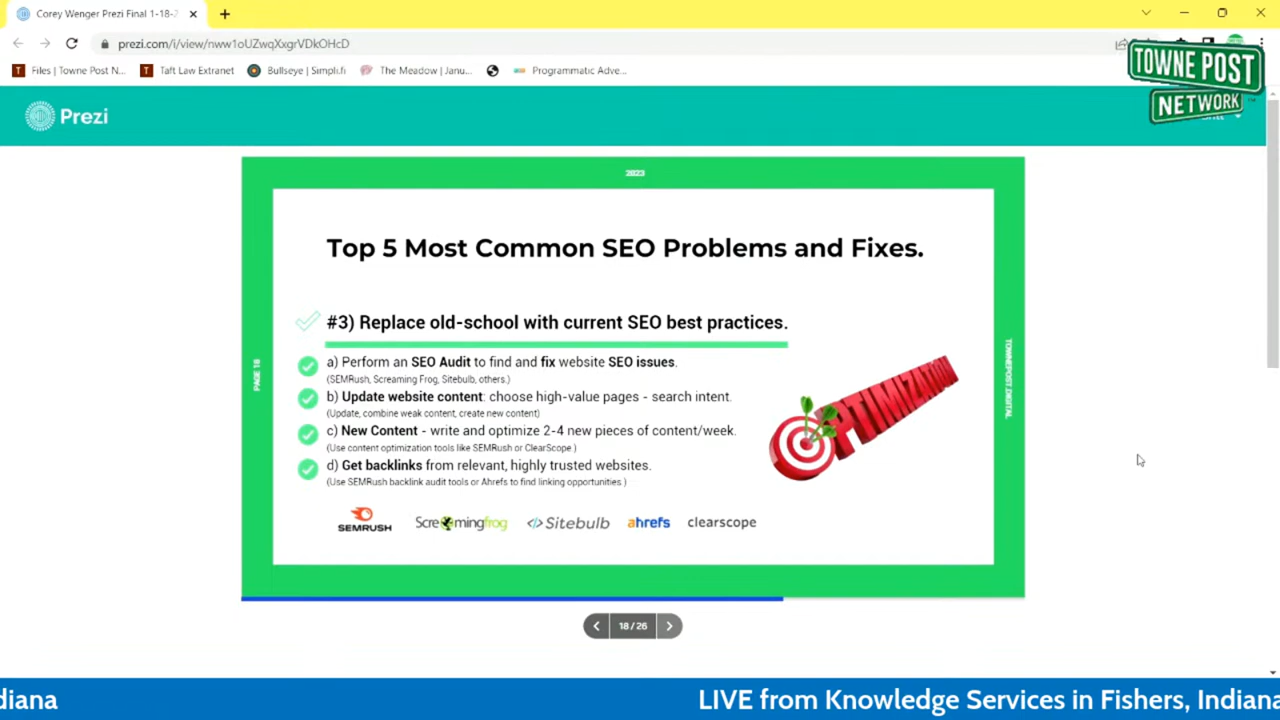 Corey Wenger Prezi Final 1-18-2
prezi.com/i/view/nww1oUZwqXxgrVDkOHcD
Files | Towne Post N...
Taft Law Extranet
Bullseye | Simpli.fi
The Meadow | Janu...
Programmatic Adve...
TOWNE POST
NETWORK
Prezi
2023
Top 5 Most Common SEO Problems and Fixes.
#3) Replace old-school with current SEO best practices.
PAGE 18
TOWNEPOST.DIGITAL
a) Perform an SEO Audit to find and fix website SEO issues.
(SEMRush, Screaming Frog, Sitebulb, others.)
b) Update website content: choose high-value pages - search intent.
(Update, combine weak content, create new content)
c) New Content - write and optimize 2-4 new pieces of content/week.
(Use content optimization tools like SEMRush or ClearScope.)
d) Get backlinks from relevant, highly trusted websites.
(Use SEMRush backlink audit tools or Ahrefs to find linking opportunities.)
OPTIMIZATION
SEMRUSH
Screamingfrog
Sitebulb
ahrefs
clearscope
18 / 26
diana
LIVE from Knowledge Services in Fishers, Indiana